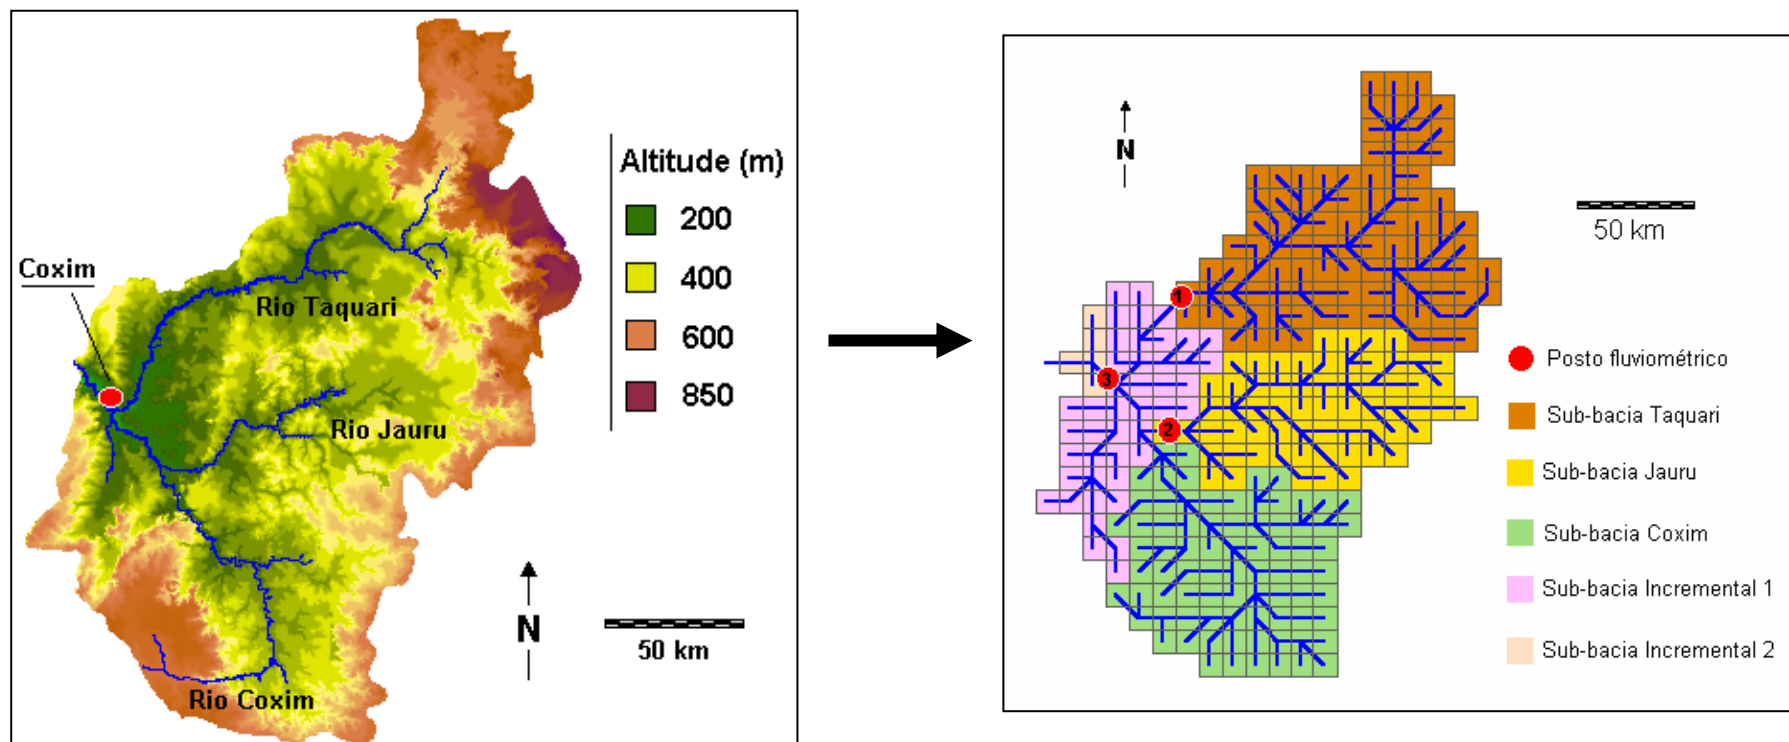 Altitude (m)
200
400
600
850
Coxim
Rio Taquari
Rio Jauru
Rio Coxim
N
50 km
N
50 km
1
3
2
Posto fluviométrico
Sub-bacia Taquari
Sub-bacia Jauru
Sub-bacia Coxim
Sub-bacia Incremental 1
Sub-bacia Incremental 2